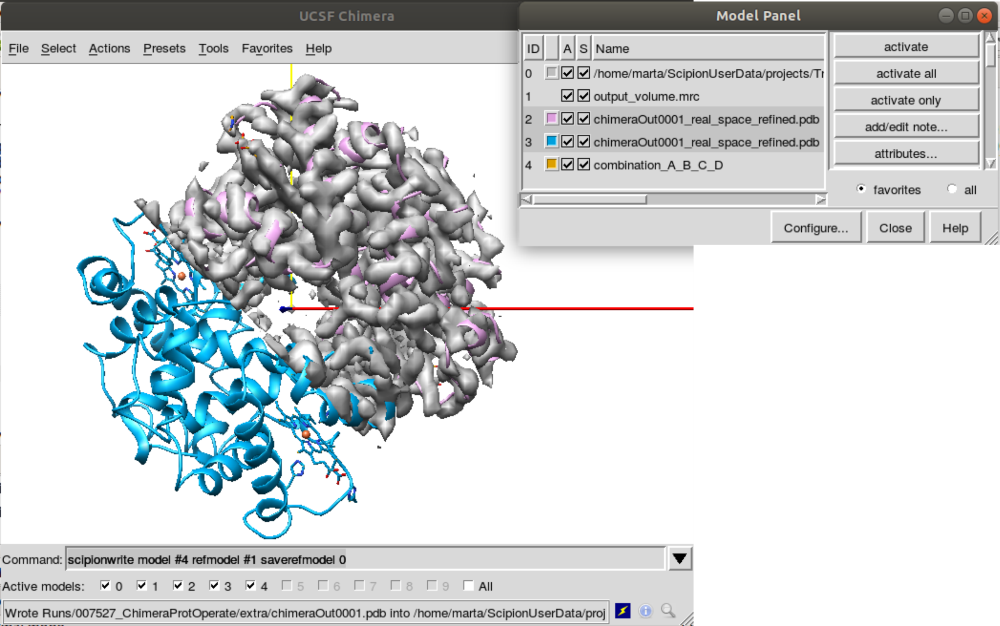 UCSF Chimera
File Select Actions Presets Tools Favorites Help
Model Panel
ID A S Name
0 /home/marta/ScipionUserData/projects/Tr
1 output_volume.mrc
2 chimeraOut0001_real_space_refined.pdb
3 chimeraOut0001_real_space_refined.pdb
4 combination_A_B_C_D
activate
activate all
activate only
add/edit note...
attributes...
favorites all
Configure... Close Help
Command: scipionwrite model #4 refmodel #1 saverefmodel 0
Active models: 0 1 2 3 4 5 6 7 8 9 All
Wrote Runs/007527_ChimeraProtOperate/extra/chimeraOut0001.pdb into /home/marta/ScipionUserData/proj